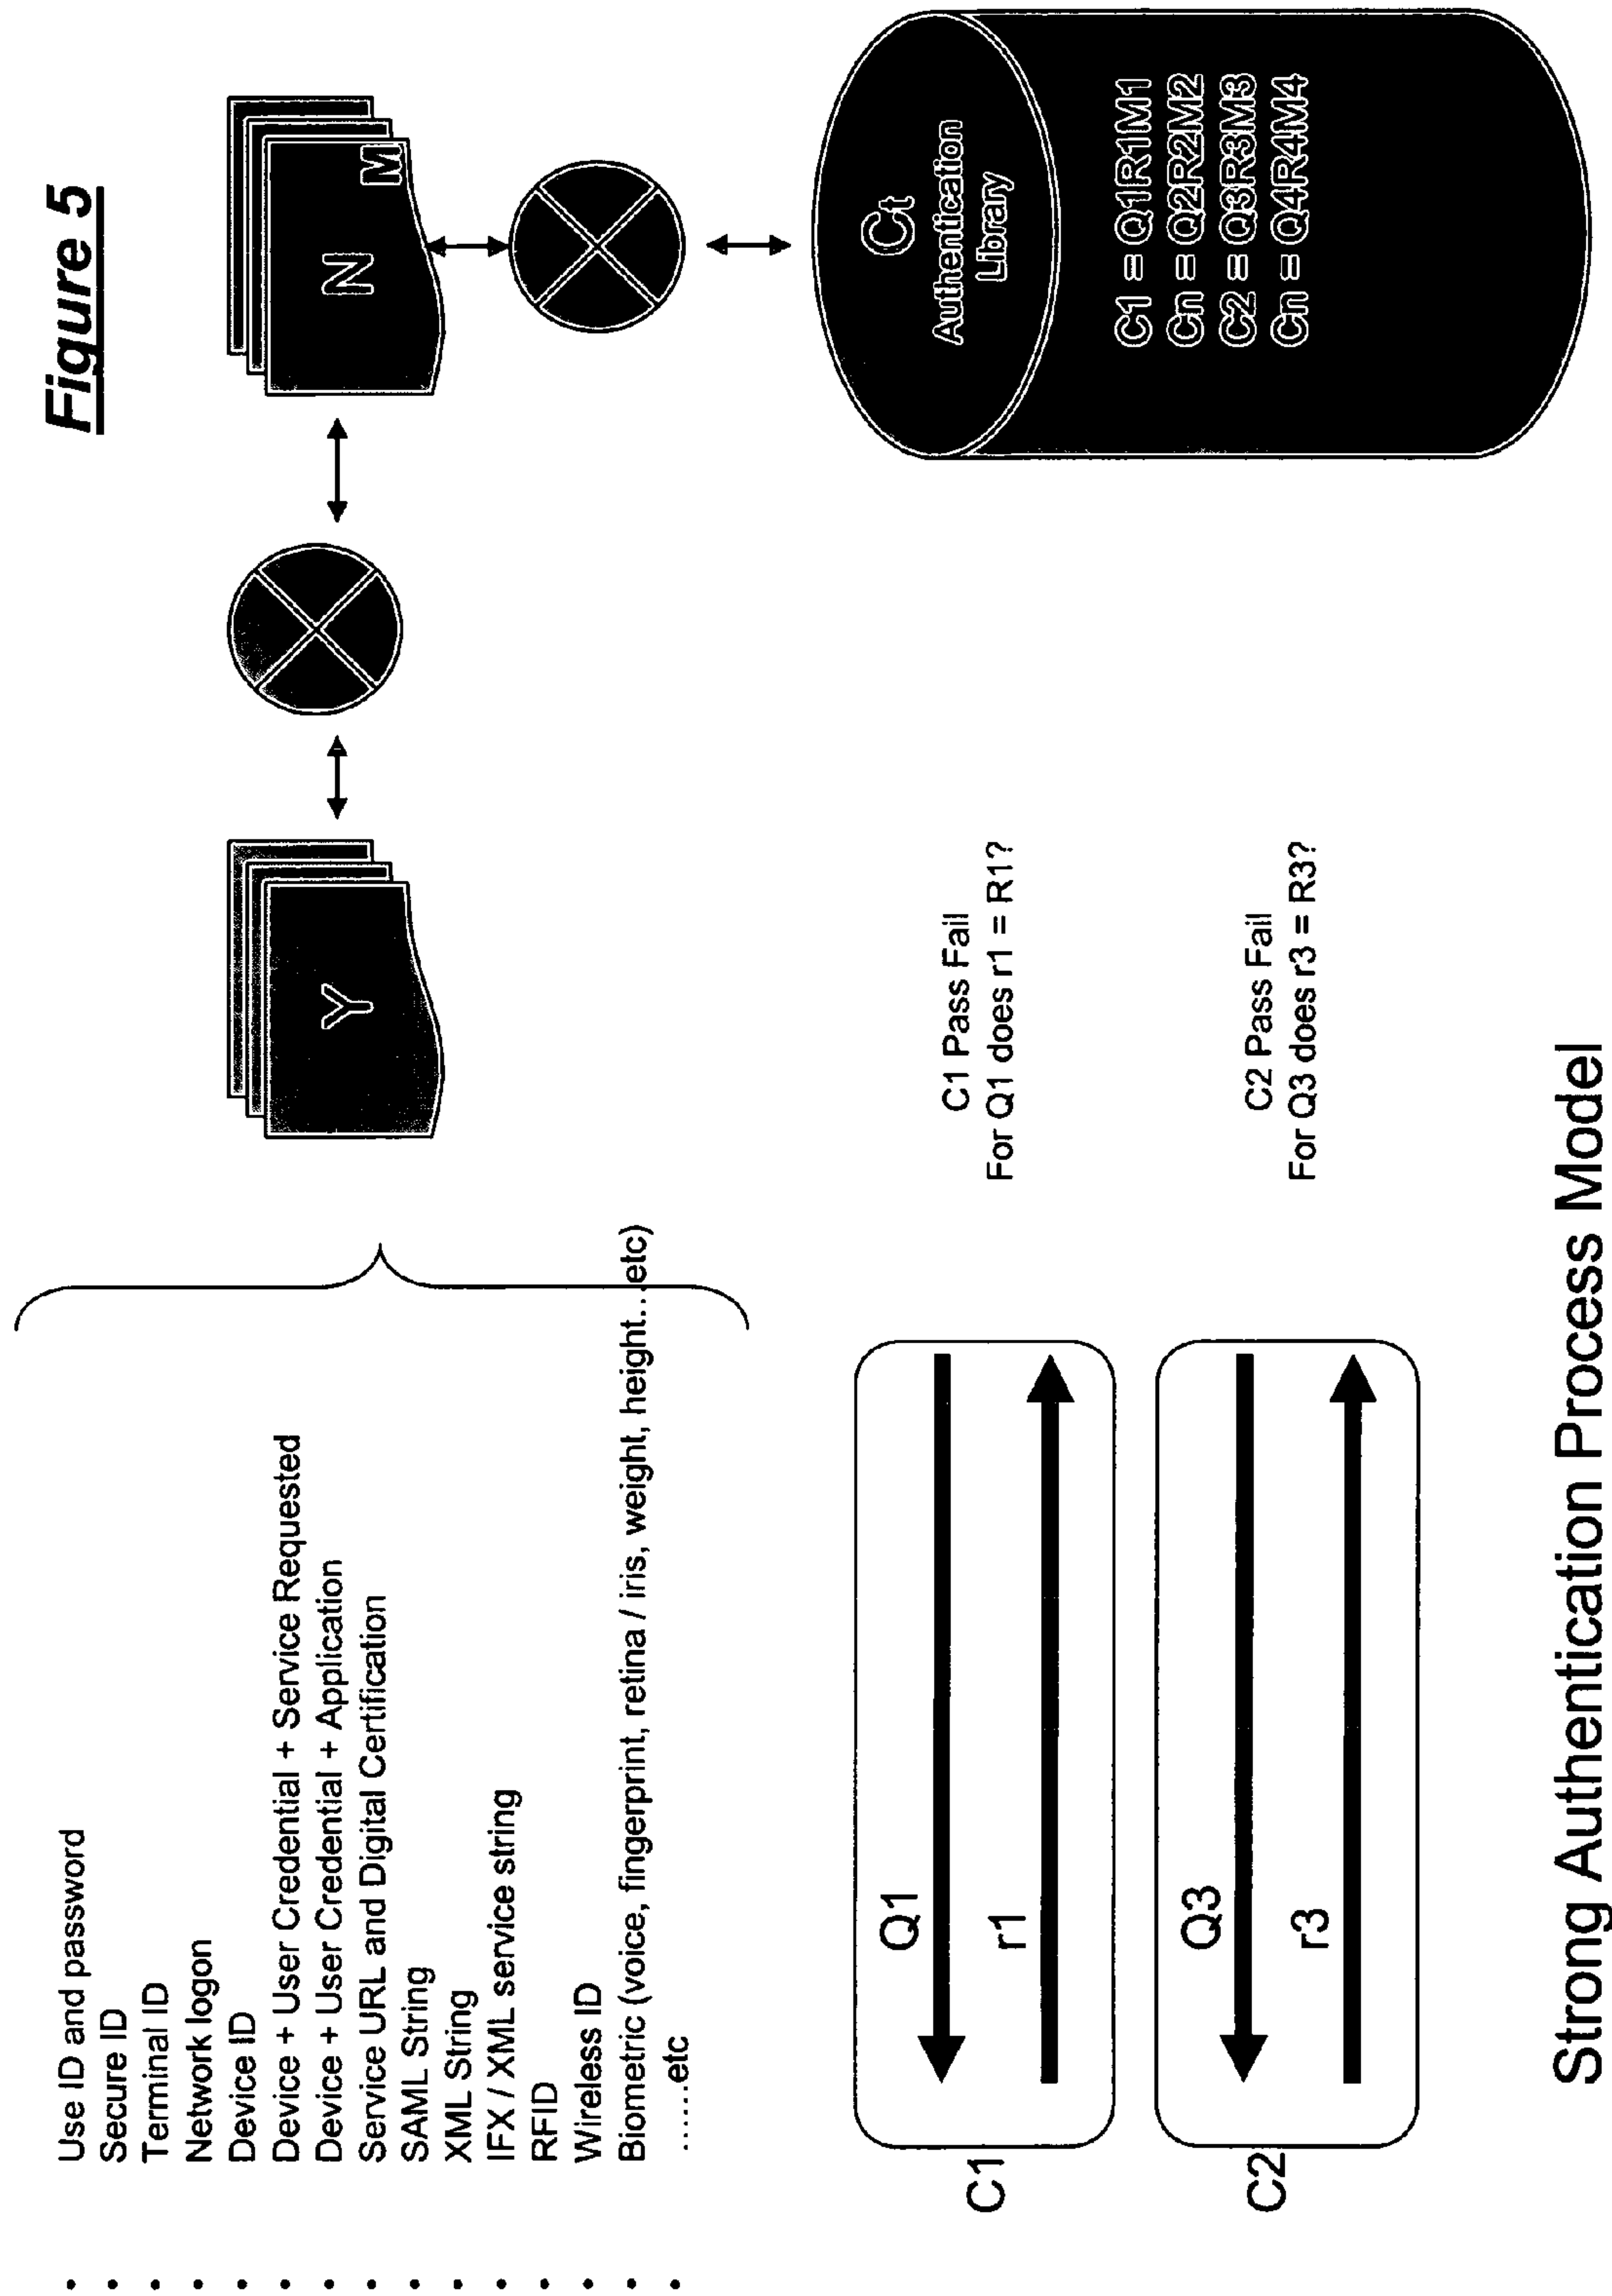 Figure 5
• Use ID and password
• Secure ID
• Terminal ID
• Network logon
• Device ID
• Device + User Credential + Service Requested
• Device + User Credential + Application
• Service URL and Digital Certification
• SAML String
• XML String
• IFX / XML service string
• RFID
• Wireless ID
• Biometric (voice, fingerprint, retina / iris, weight, height....etc)
• .......etc
Y
N
M
Ct
Authentication
Library
C1 = Q1R1M1
Cn = Q2R2M2
C2 = Q3R3M3
Cn = Q4R4M4
C1
Q1
r1
C1 Pass Fail
For Q1 does r1 = R1?
C2
Q3
r3
C2 Pass Fail
For Q3 does r3 = R3?
Strong Authentication Process Model